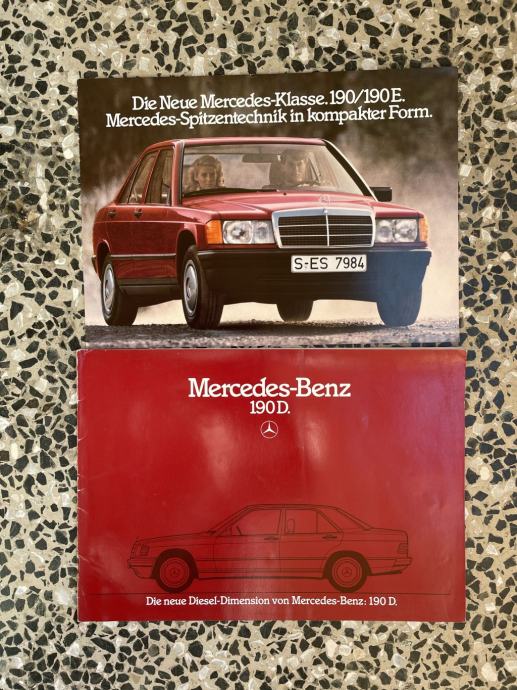 Die Neue Mercedes-Klasse. 190/190 E.
Mercedes-Spitzentechnik in kompakter Form.
S-ES 7984
Mercedes-Benz
190 D.
Die neue Diesel-Dimension von Mercedes-Benz: 190 D.